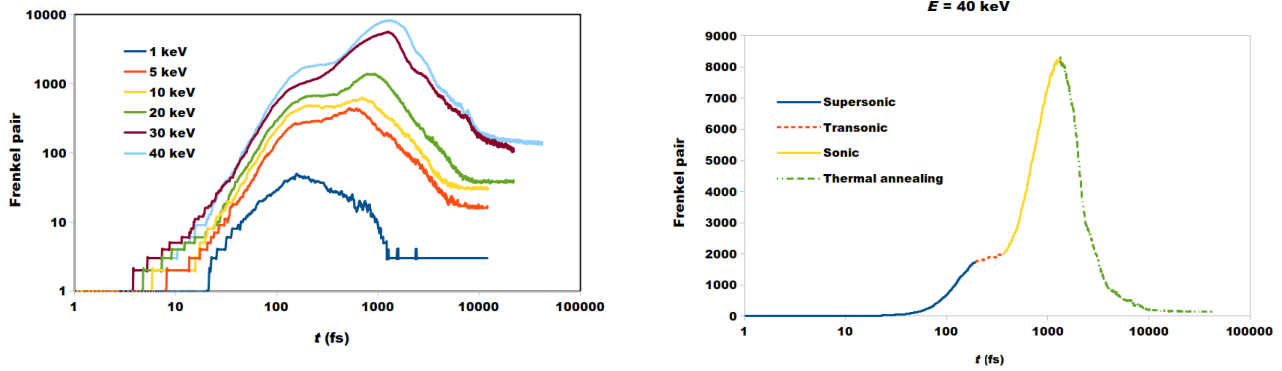 10000
1000
100
10
1
Frenkel pair
1 keV
5 keV
10 keV
20 keV
30 keV
40 keV
1 10 100 1000 10000 100000
t (fs)
E = 40 keV
9000
8000
7000
6000
5000
4000
3000
2000
1000
0
Frenkel pair
Supersonic
Transonic
Sonic
Thermal annealing
1 10 100 1000 10000 100000
t (fs)